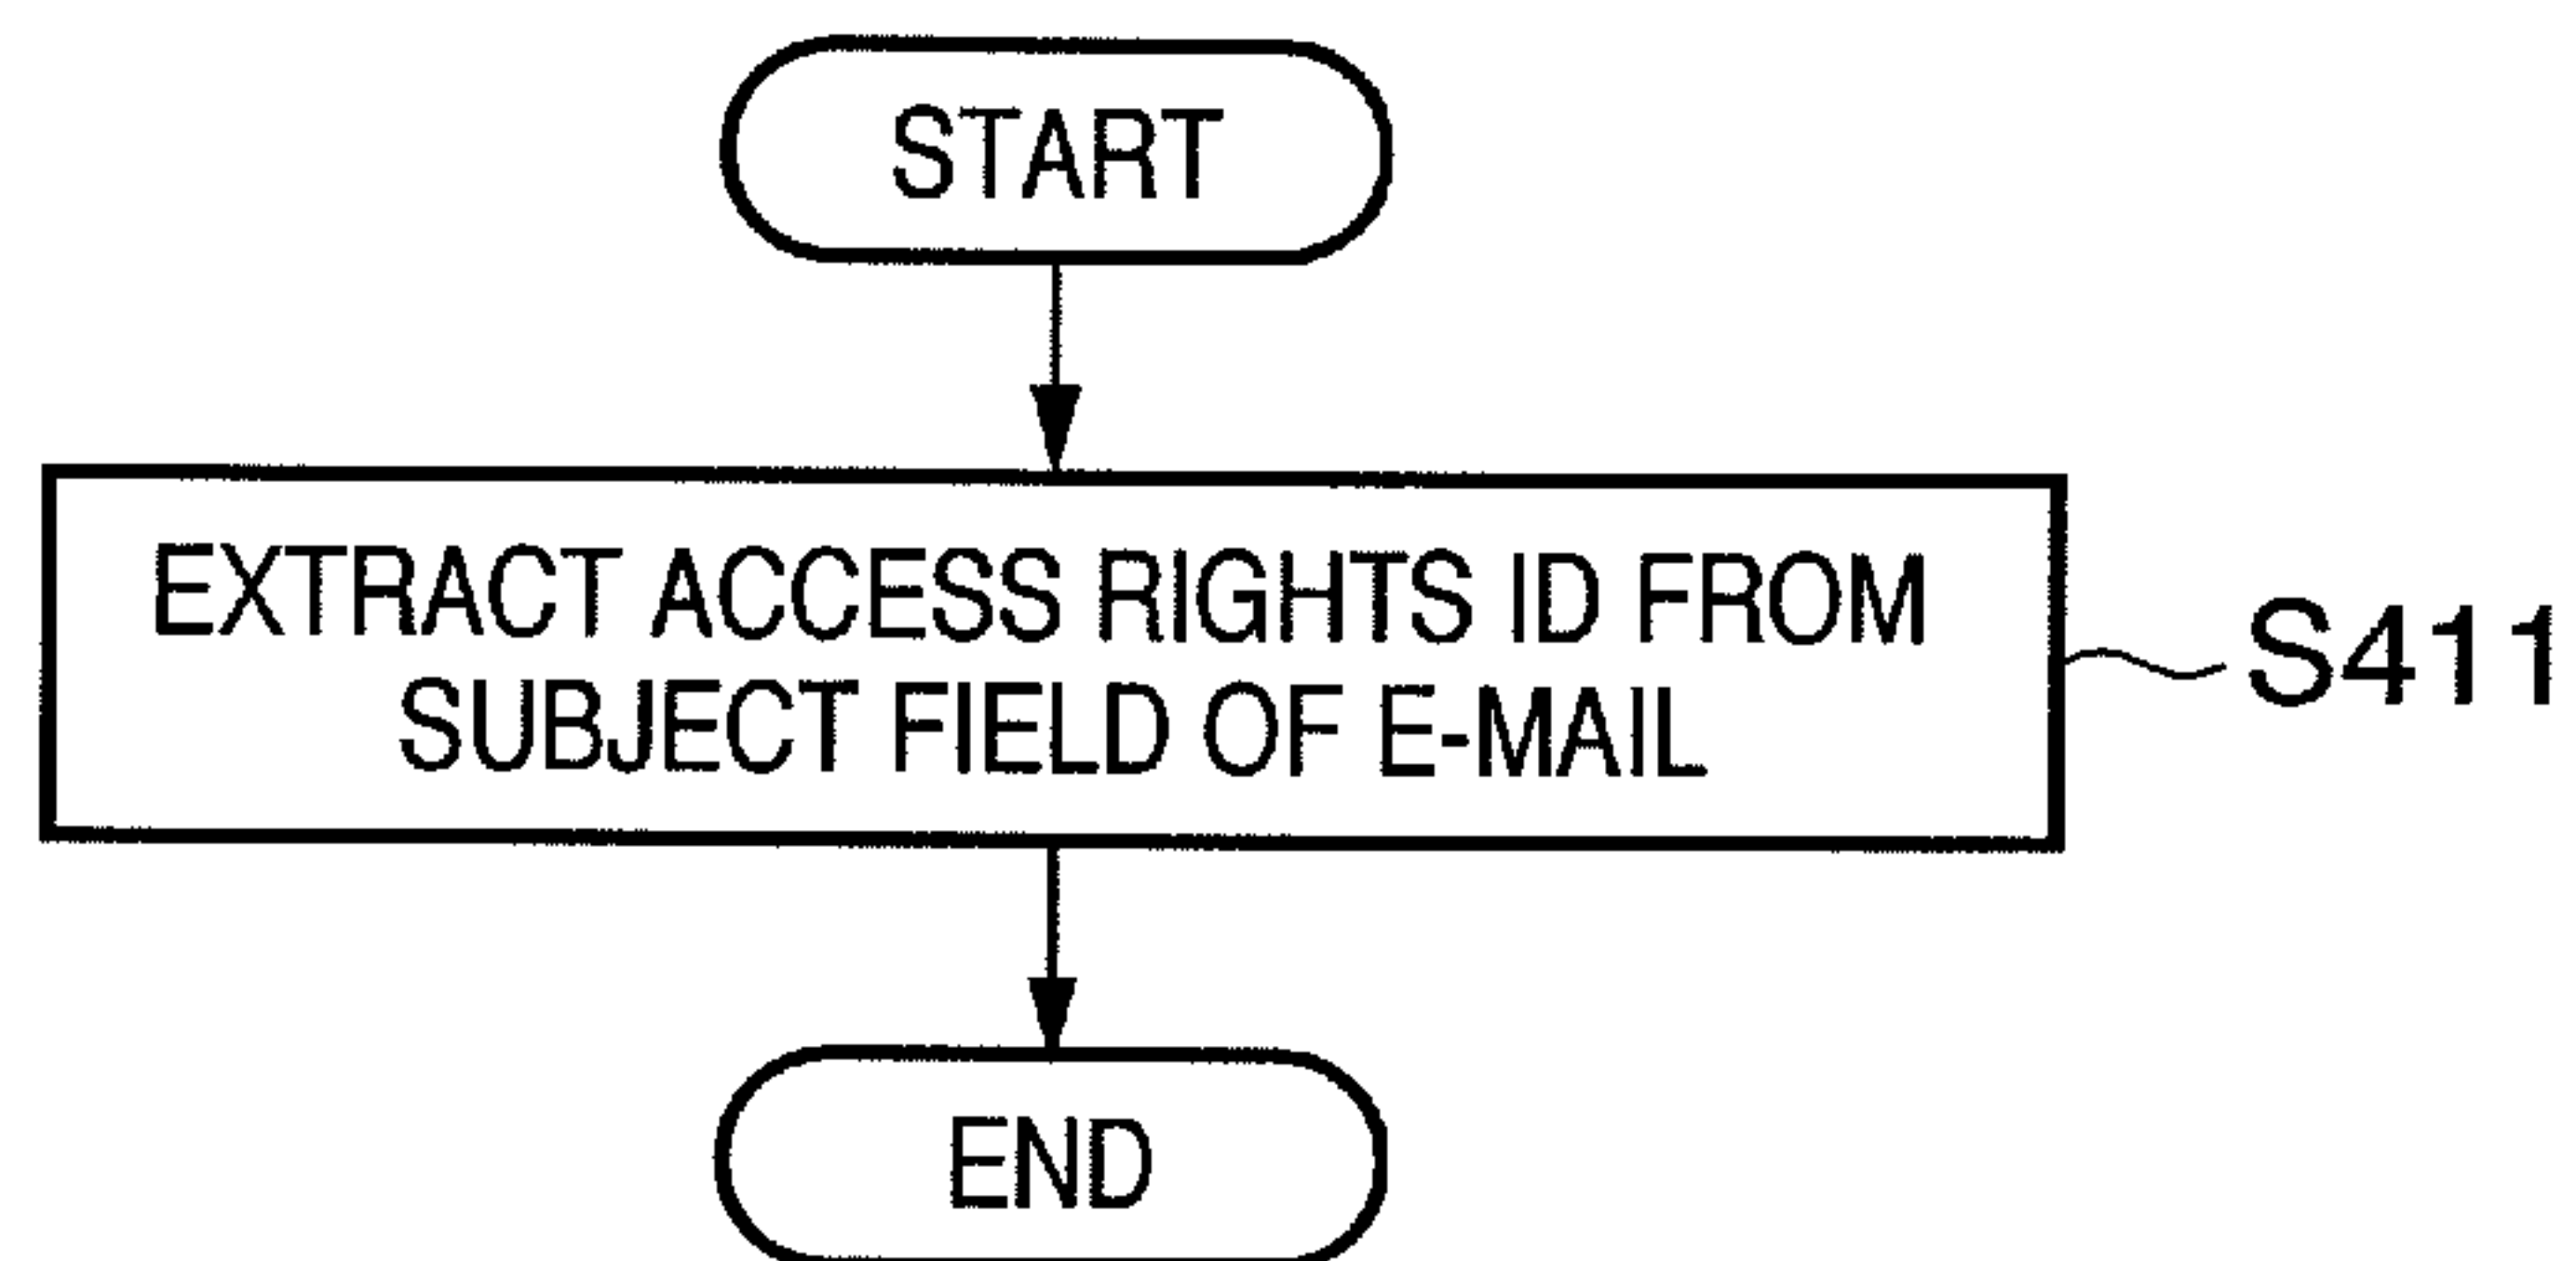 START
EXTRACT ACCESS RIGHTS ID FROM
SUBJECT FIELD OF E-MAIL
S411
END